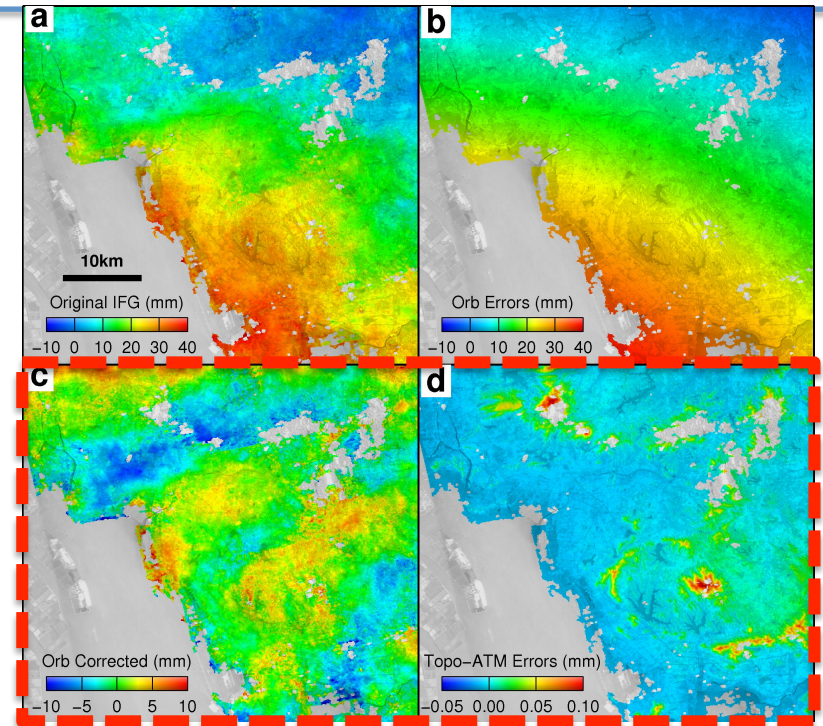 a
b
10km
Original IFG (mm)
−10 0 10 20 30 40
Orb Errors (mm)
−10 0 10 20 30 40
c
d
Orb Corrected (mm)
−10 −5 0 5 10
Topo−ATM Errors (mm)
−0.05 0.00 0.05 0.10